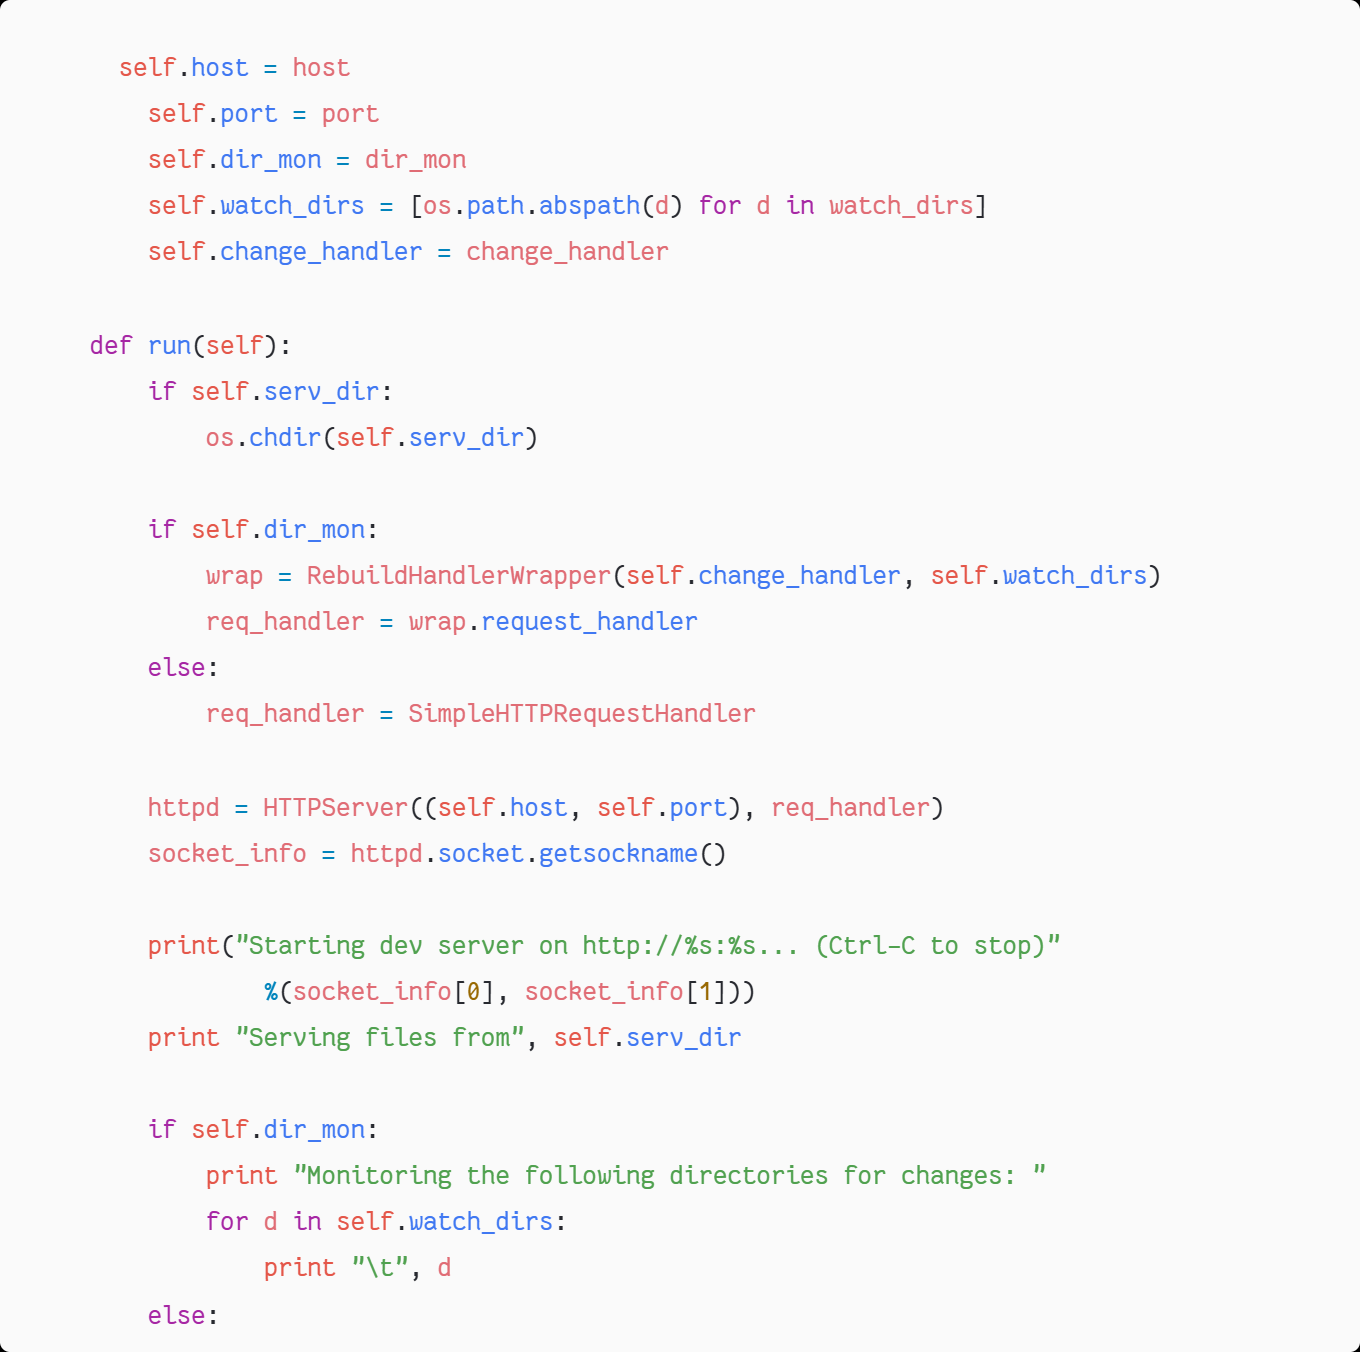 self.host = host
    self.port = port
    self.dir_mon = dir_mon
    self.watch_dirs = [os.path.abspath(d) for d in watch_dirs]
    self.change_handler = change_handler

def run(self):
    if self.serv_dir:
        os.chdir(self.serv_dir)

    if self.dir_mon:
        wrap = RebuildHandlerWrapper(self.change_handler, self.watch_dirs)
        req_handler = wrap.request_handler
    else:
        req_handler = SimpleHTTPRequestHandler

    httpd = HTTPServer((self.host, self.port), req_handler)
    socket_info = httpd.socket.getsockname()

    print("Starting dev server on http://%s:%s... (Ctrl-C to stop)"
            %(socket_info[0], socket_info[1]))
    print "Serving files from", self.serv_dir

    if self.dir_mon:
        print "Monitoring the following directories for changes: "
        for d in self.watch_dirs:
            print "\t", d
    else: